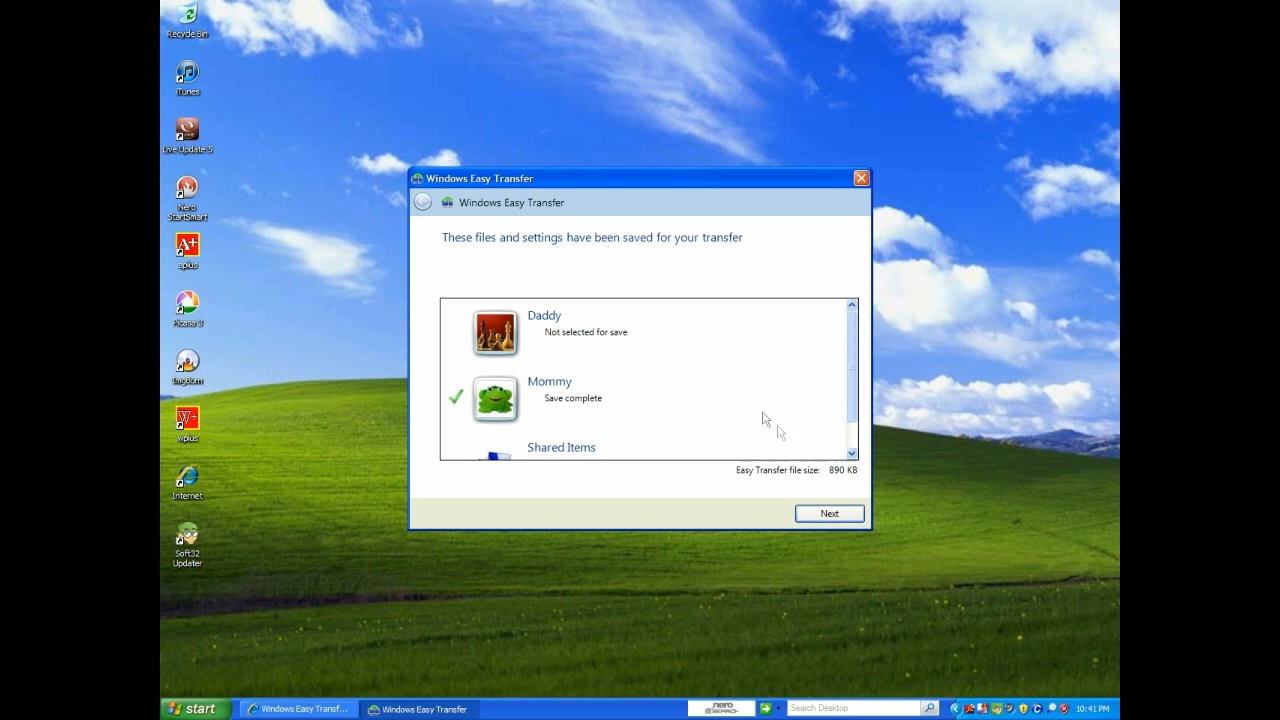 Recycle Bin
iTunes
Live Update 5
Nero
StartSmart
A+
aplus
Picasa 3
ImgBurn
W+
wplus
Internet
Soft32
Updater
Windows Easy Transfer
Windows Easy Transfer
These files and settings have been saved for your transfer
Daddy
Not selected for save
Mommy
Save complete
Shared Items
Easy Transfer file size: 890 KB
Next
start
Windows Easy Transf...
Windows Easy Transfer
nero
SEARCH
Search Desktop
10:41 PM